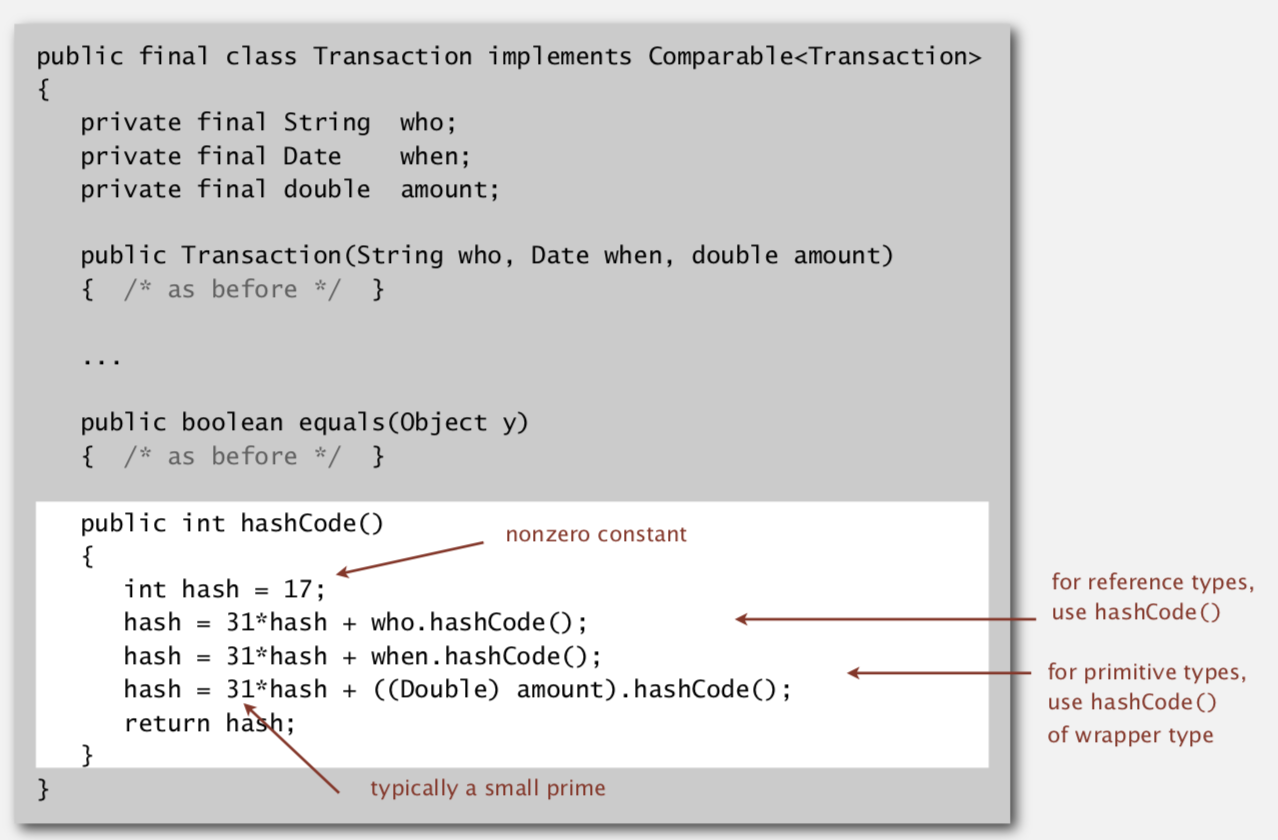 public final class Transaction implements Comparable<Transaction>
{
   private final String  who;
   private final Date    when;
   private final double  amount;

   public Transaction(String who, Date when, double amount)
   {  /* as before */  }

   ...

   public boolean equals(Object y)
   {  /* as before */  }

   public int hashCode()
   {
nonzero constant
      int hash = 17;
      hash = 31*hash + who.hashCode();
      hash = 31*hash + when.hashCode();
      hash = 31*hash + ((Double) amount).hashCode();
      return hash;
   }
}
for reference types,
use hashCode()
for primitive types,
use hashCode()
of wrapper type
typically a small prime